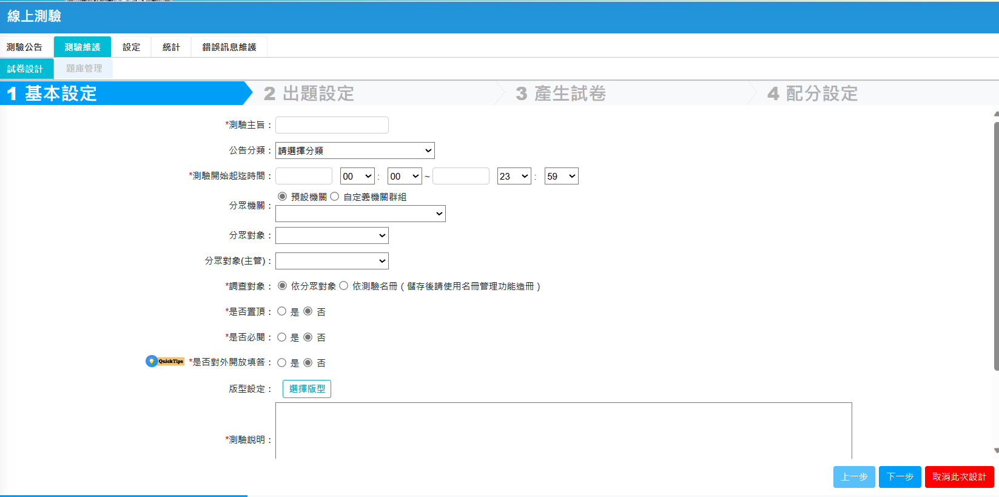 線上測驗
測驗公告 測驗維護 設定 統計 錯誤訊息維護
試卷設計 題庫管理
1 基本設定 2 出題設定 3 產生試卷 4 配分設定
*測驗主旨：
公告分類： 請選擇分類
*測驗開始起迄時間： 00 : 00 ~ 23 : 59
分眾機關： 預設機關 自定義機關群組
分眾對象：
分眾對象(主管)：
*調查對象： 依分眾對象 依測驗名冊（儲存後請使用名冊管理功能造冊）
*是否置頂： 是 否
*是否必閱： 是 否
QuickTips *是否對外開放填答： 是 否
版型設定： 選擇版型
*測驗說明：
上一步 下一步 取消此次設計